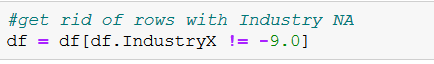 #get rid of rows with Industry NA
df = df[df.IndustryX != -9.0]